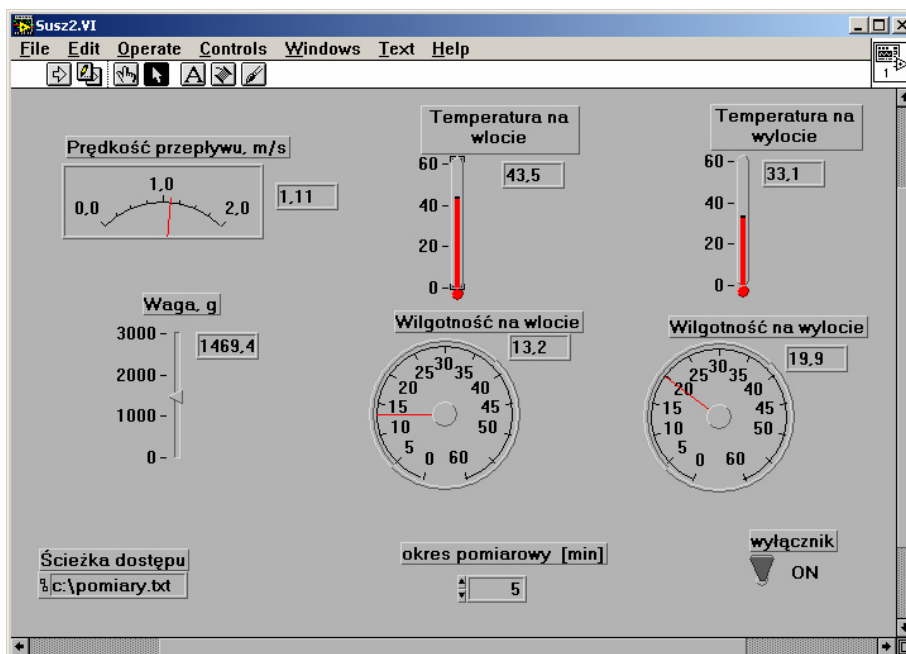 Susz2.VI
File Edit Operate Controls Windows Text Help
1
Prędkość przepływu, m/s
0,0 1,0 2,0
1,11
Temperatura na
wlocie
60
40
20
0
43,5
Temperatura na
wylocie
60
40
20
0
33,1
Waga, g
3000
2000
1000
0
1469,4
Wilgotność na wlocie
13,2
0 5 10 15 20 25 30 35 40 45 50 60
Wilgotność na wylocie
19,9
0 5 10 15 20 25 30 35 40 45 50 60
Ścieżka dostępu
c:\pomiary.txt
okres pomiarowy [min]
5
wyłącznik
ON